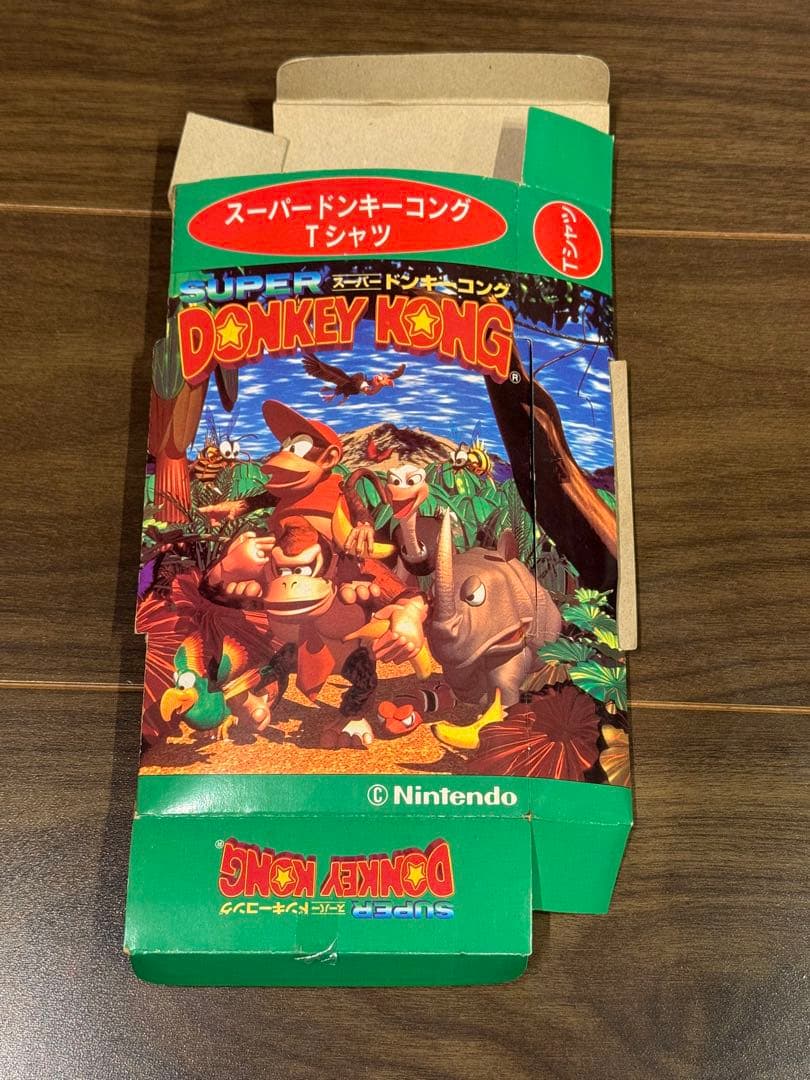 スーパードンキーコング
Tシャツ
Tシャツ
SUPER スーパー ドンキーコング
DONKEY KONG®
© Nintendo
DONKEY KONG®
SUPER スーパー ドンキーコング